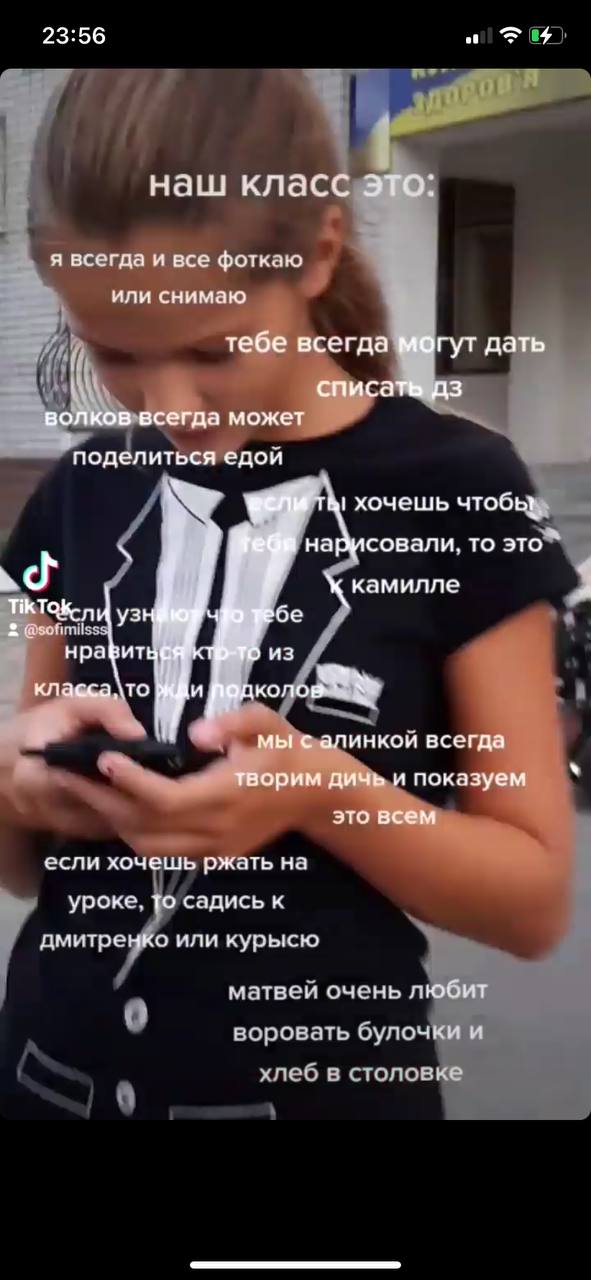 23:56
ЗДОРОВ'Я
наш класс это:
я всегда и все фоткаю
или снимаю
тебе всегда могут дать
списать дз
волков всегда может
поделиться едой
если ты хочешь чтобы
тебя нарисовали, то это
к камилле
TikTok
@sofimilsss
если узнают что тебе
нравиться кто-то из
класса, то жди подколов
мы с алинкой всегда
творим дичь и показуем
это всем
если хочешь ржать на
уроке, то садись к
дмитренко или курысю
матвей очень любит
воровать булочки и
хлеб в столовке